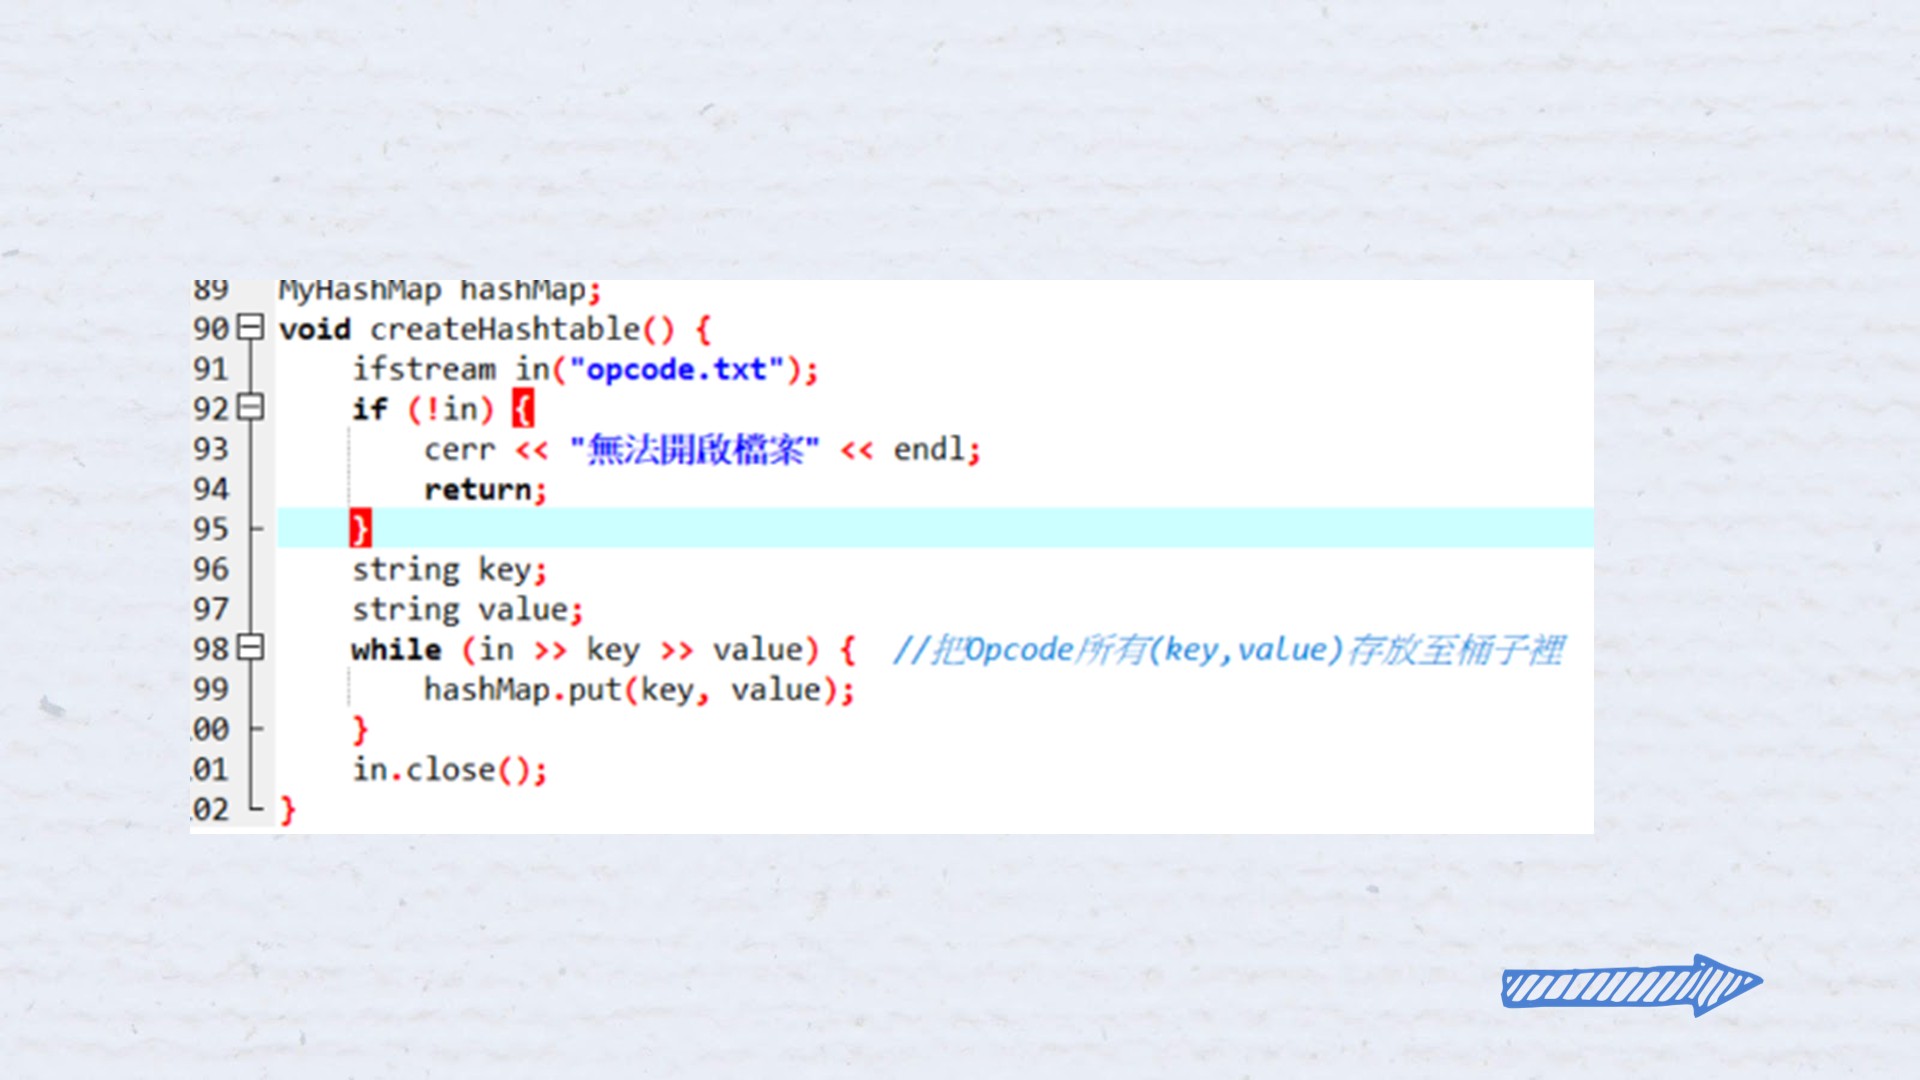 89 MyHashMap hashMap;
90 void createHashtable() {
91     ifstream in("opcode.txt");
92     if (!in) {
93         cerr << "無法開啟檔案" << endl;
94         return;
95     }
96     string key;
97     string value;
98     while (in >> key >> value) {  //把Opcode所有(key,value)存放至桶子裡
99         hashMap.put(key, value);
00     }
01     in.close();
02 }